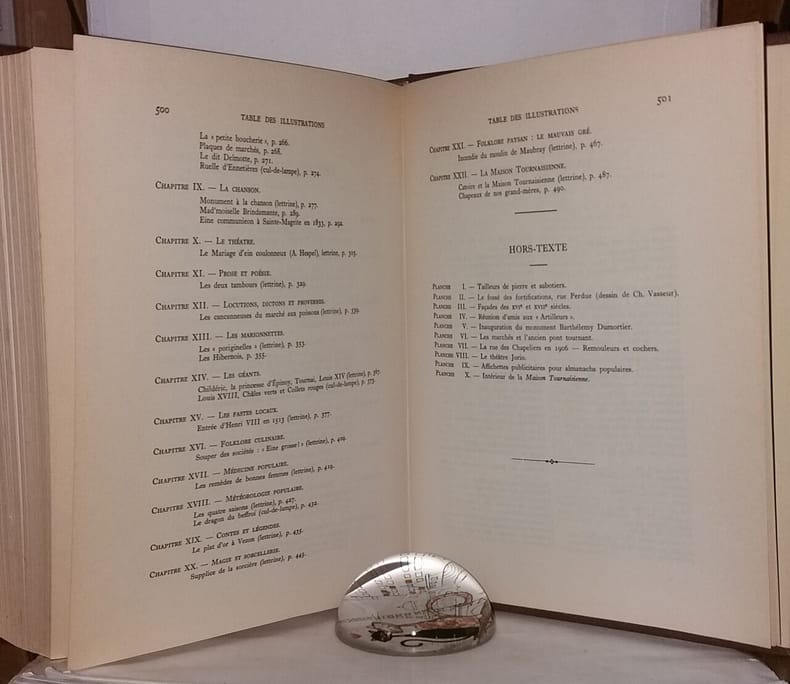 500
TABLE DES ILLUSTRATIONS
La « petite boucherie », p. 266.
Plaques de marchés, p. 268.
Le dit Delmotte, p. 271.
Ruelle d'Ennetières (cul-de-lampe), p. 274.
CHAPITRE IX. — LA CHANSON.
Monument à la chanson (lettrine), p. 277.
Mad'moiselle Brindamante, p. 289.
Eine communieon à Sainte-Magrite en 1833, p. 292.
CHAPITRE X. — LE THÉATRE.
Le Mariage d'ein coulonneux (A. Hespel), lettrine, p. 315.
CHAPITRE XI. — PROSE ET POÉSIE.
Les deux tambours (lettrine), p. 329.
CHAPITRE XII. — LOCUTIONS, DICTONS ET PROVERBES.
Les canconneuses du marché aux poissons (lettrine), p. 339.
CHAPITRE XIII. — LES MARIONNETTES.
Les « poriginelles » (lettrine), p. 353.
Les Hibernois, p. 355.
CHAPITRE XIV. — LES GÉANTS.
Childéric, la princesse d'Épinoy, Tournai, Louis XIV (lettrine), p. 367.
Louis XVIII, Châles verts et Collets rouges (cul-de-lampe), p. 373.
CHAPITRE XV. — LES FASTES LOCAUX.
Entrée d'Henri VIII en 1513 (lettrine), p. 377.
CHAPITRE XVI. — FOLKLORE CULINAIRE.
Souper des sociétés : « Eine grosse ! » (lettrine), p. 409.
CHAPITRE XVII. — MÉDECINE POPULAIRE.
Les remèdes de bonnes femmes (lettrine), p. 419.
CHAPITRE XVIII. — MÉTÉOROLOGIE POPULAIRE.
Les quatre saisons (lettrine), p. 427.
Le dragon du beffroi (cul-de-lampe), p. 432.
CHAPITRE XIX. — CONTES ET LÉGENDES.
Le plat d'or à Vezon (lettrine), p. 435.
CHAPITRE XX. — MAGIE ET SORCELLERIE.
Supplice de la sorcière (lettrine), p. 445.
501
TABLE DES ILLUSTRATIONS
CHAPITRE XXI. — FOLKLORE PAYSAN : LE MAUVAIS GRÉ.
Incendie du moulin de Maubray (lettrine), p. 467.
CHAPITRE XXII. — LA MAISON TOURNAISIENNE.
Catoire et la Maison Tournaisienne (lettrine), p. 487.
Chapeaux de nos grand-mères, p. 490.
HORS-TEXTE
PLANCHE I. — Tailleurs de pierre et sabotiers.
PLANCHE II. — Le fossé des fortifications, rue Perdue (dessin de Ch. Vasseur).
PLANCHE III. — Façades des XVIe et XVIIe siècles.
PLANCHE IV. — Réunion d'amis aux « Artilleurs ».
PLANCHE V. — Inauguration du monument Barthélemy Dumortier.
PLANCHE VI. — Les marchés et l'ancien pont tournant.
PLANCHE VII. — La rue des Chapeliers en 1906 — Remouleurs et cochers.
PLANCHE VIII. — Le théâtre Joris.
PLANCHE IX. — Affichettes publicitaires pour almanachs populaires.
PLANCHE X. — Intérieur de la Maison Tournaisienne.